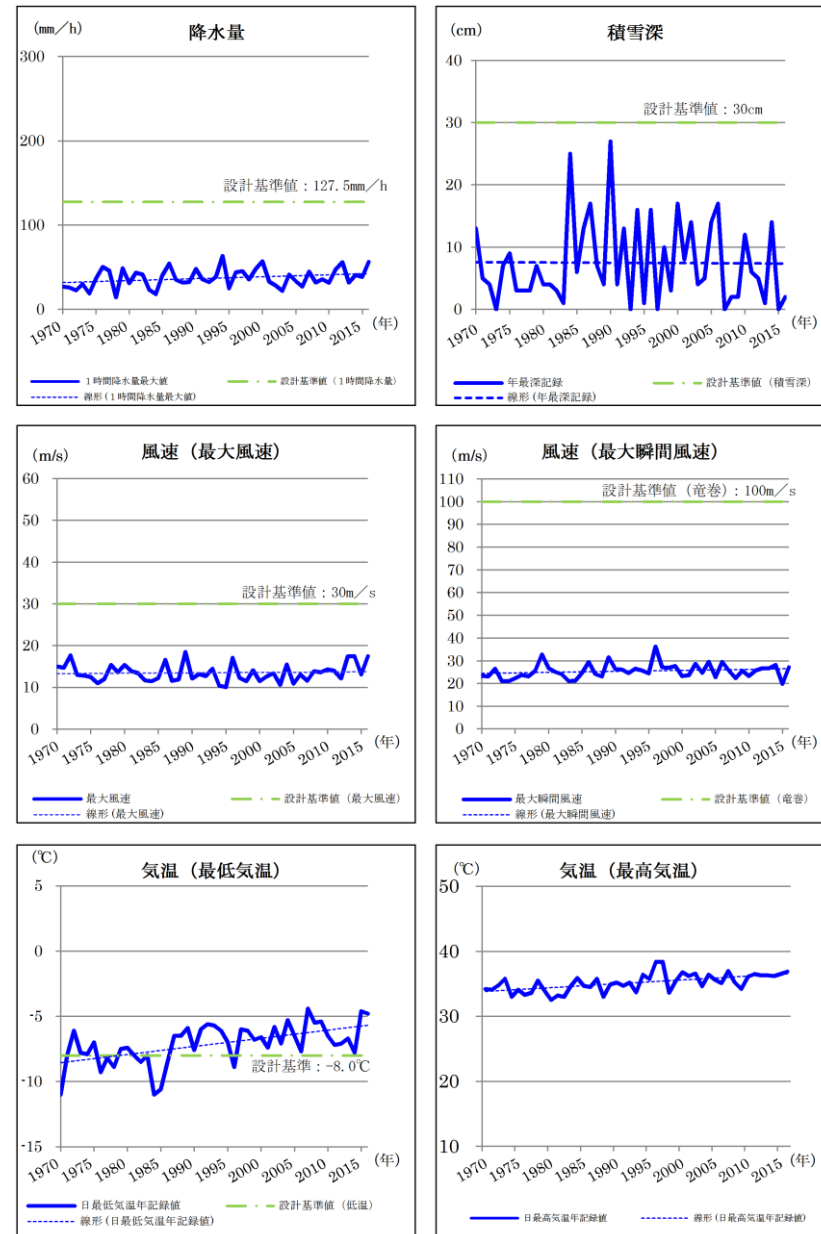 (mm／h)
降水量
300
200
設計基準値：127.5mm／h
100
0
1970
1975
1980
1985
1990
1995
2000
2005
2010
2015
(年)
１時間降水量最大値
設計基準値（１時間降水量）
線形(１時間降水量最大値)
(cm)
積雪深
40
設計基準値：30cm
30
20
10
0
1970
1975
1980
1985
1990
1995
2000
2005
2010
2015
(年)
年最深記録
設計基準値（積雪深）
線形(年最深記録)
(m/s)
風速（最大風速）
60
50
40
設計基準値：30m／s
30
20
10
0
1970
1975
1980
1985
1990
1995
2000
2005
2010
2015
(年)
最大風速
設計基準値（最大風速）
線形(最大風速)
(m/s)
風速（最大瞬間風速）
110
設計基準値（竜巻）：100m／s
100
90
80
70
60
50
40
30
20
10
0
1970
1975
1980
1985
1990
1995
2000
2005
2010
2015
(年)
最大瞬間風速
設計基準値（竜巻）
線形(最大瞬間風速)
(℃)
気温（最低気温）
5
0
-5
設計基準：-8.0℃
-10
-15
1970
1975
1980
1985
1990
1995
2000
2005
2010
2015
(年)
日最低気温年記録値
設計基準値（低温）
線形(日最低気温年記録値)
(℃)
気温（最高気温）
50
40
30
20
10
1970
1975
1980
1985
1990
1995
2000
2005
2010
2015
(年)
日最高気温年記録値
線形(日最高気温年記録値)